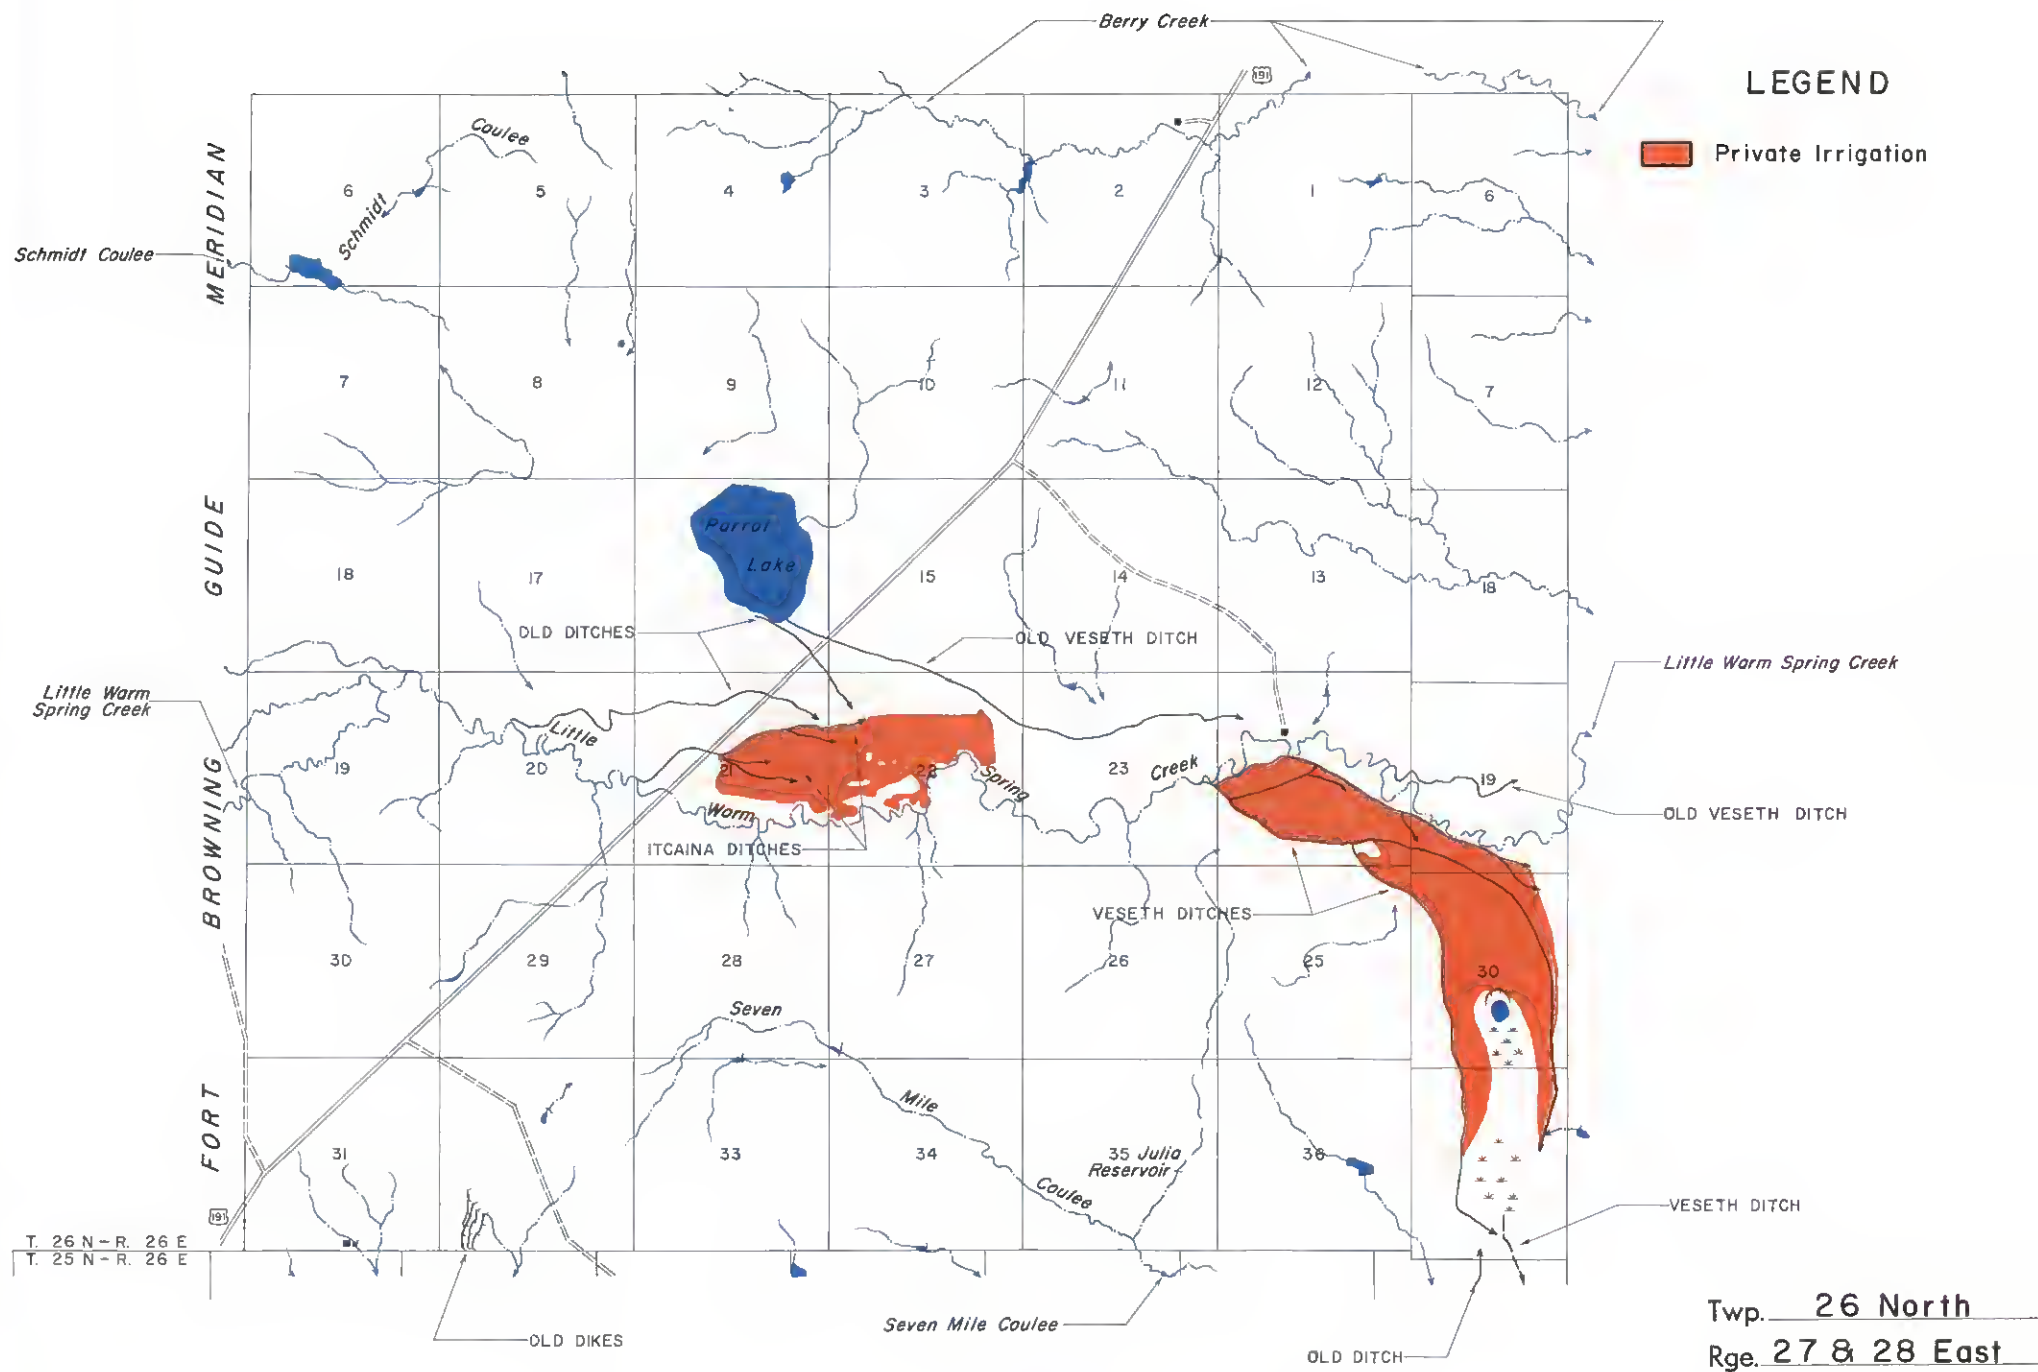 Berry Creek
191
LEGEND
Private Irrigation
MERIDIAN
GUIDE
BROWNING
FORT
Coulee
Schmidt
Schmidt Coulee
6
5
4
3
2
1
6
7
8
9
10
11
12
7
Parrot
Lake
18
17
15
14
13
18
OLD DITCHES
OLD VESETH DITCH
Little Warm Spring Creek
Little Warm
Spring Creek
Little
Warm
Spring
Creek
19
20
21
22
23
19
OLD VESETH DITCH
ITCAINA DITCHES
VESETH DITCHES
30
29
28
27
26
25
30
Seven
Mile
Coulee
31
33
34
35 Julia
Reservoir
36
191
VESETH DITCH
T. 26 N - R. 26 E
T. 25 N - R. 26 E
OLD DIKES
Seven Mile Coulee
OLD DITCH
Twp. 26 North
Rge. 27 & 28 East